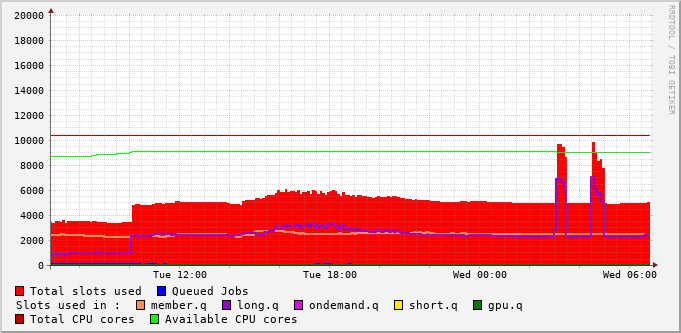 RRDTOOL / TOBI OETIKER
20000
18000
16000
14000
12000
10000
8000
6000
4000
2000
0
Tue 12:00 Tue 18:00 Wed 00:00 Wed 06:00
Total slots used Queued Jobs
Slots used in : member.q long.q ondemand.q short.q gpu.q
Total CPU cores Available CPU cores